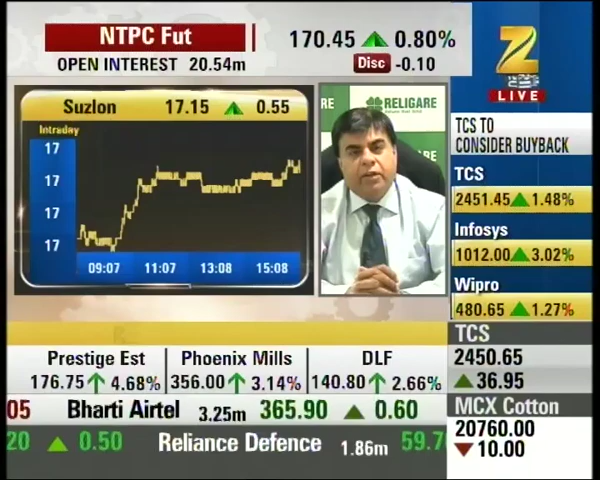 NTPC Fut
170.45 0.80%
OPEN INTEREST 20.54m
Disc -0.10
LIVE
Suzlon 17.15 0.55
Intraday
17
17
17
17
09:07 11:07 13:08 15:08
RE RELIGARE
RE
TCS TO
CONSIDER BUYBACK
TCS
2451.45 1.48%
Infosys
1012.00 3.02%
Wipro
480.65 1.27%
TCS
2450.65
36.95
MCX Cotton
20760.00
10.00
Prestige Est
176.75 4.68%
Phoenix Mills
356.00 3.14%
DLF
140.80 2.66%
05 Bharti Airtel 3.25m 365.90 0.60
20 0.50 Reliance Defence 1.86m 59.7